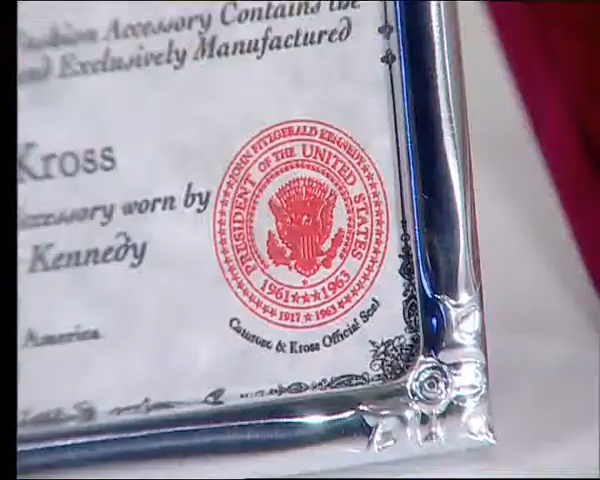 Fashion Accessory Contains the
and Exclusively Manufactured
Kross
accessory worn by
Kennedy
America
JOHN FITZGERALD KENNEDY
PRESIDENT OF THE UNITED STATES
1961 ★★★ 1963
1917 ☆ 1963
Camrose & Kross Official Seal